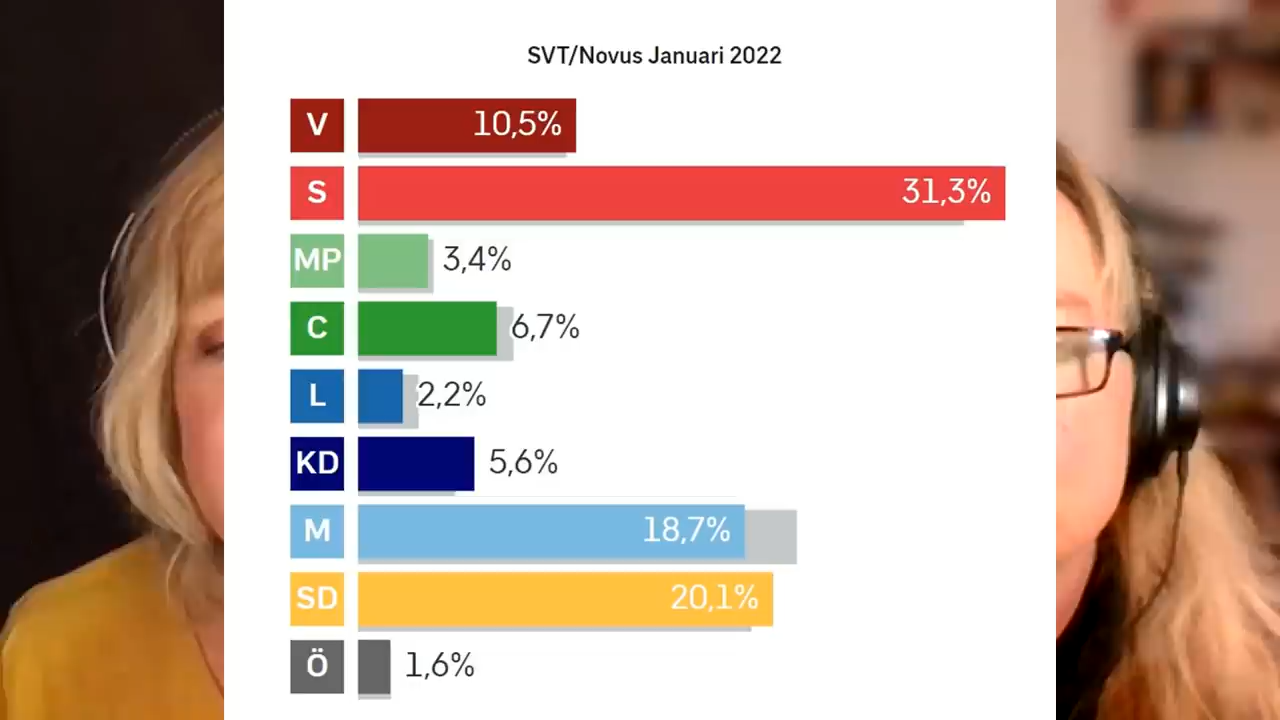 SVT/Novus Januari 2022
V 10,5%
S 31,3%
MP 3,4%
C 6,7%
L 2,2%
KD 5,6%
M 18,7%
SD 20,1%
Ö 1,6%